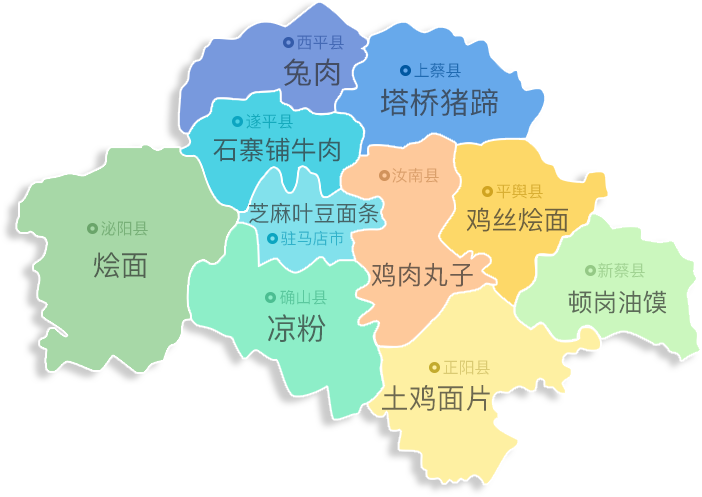 西平县
兔肉
上蔡县
塔桥猪蹄
遂平县
石寨铺牛肉
汝南县
鸡肉丸子
平舆县
鸡丝烩面
芝麻叶豆面条
驻马店市
泌阳县
烩面
新蔡县
顿岗油馍
确山县
凉粉
正阳县
土鸡面片